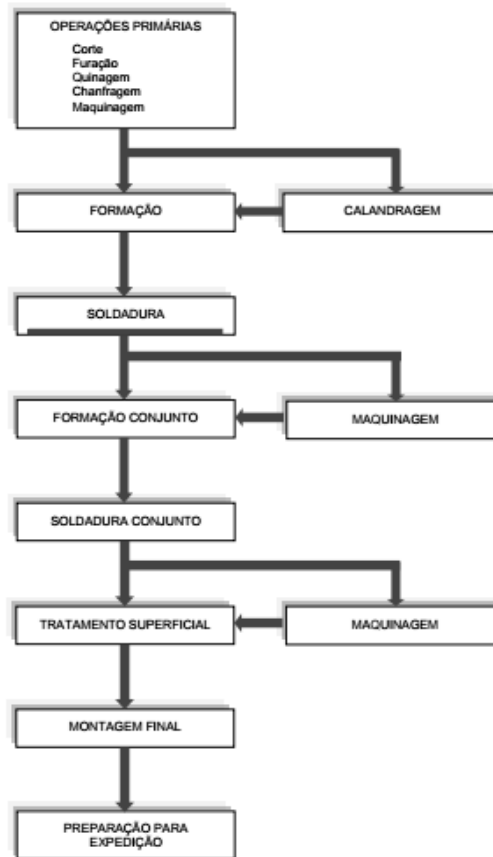 OPERAÇÕES PRIMÁRIAS
Corte
Furação
Quinagem
Chanfragem
Maquinagem
FORMAÇÃO
CALANDRAGEM
SOLDADURA
FORMAÇÃO CONJUNTO
MAQUINAGEM
SOLDADURA CONJUNTO
TRATAMENTO SUPERFICIAL
MAQUINAGEM
MONTAGEM FINAL
PREPARAÇÃO PARA
EXPEDIÇÃO